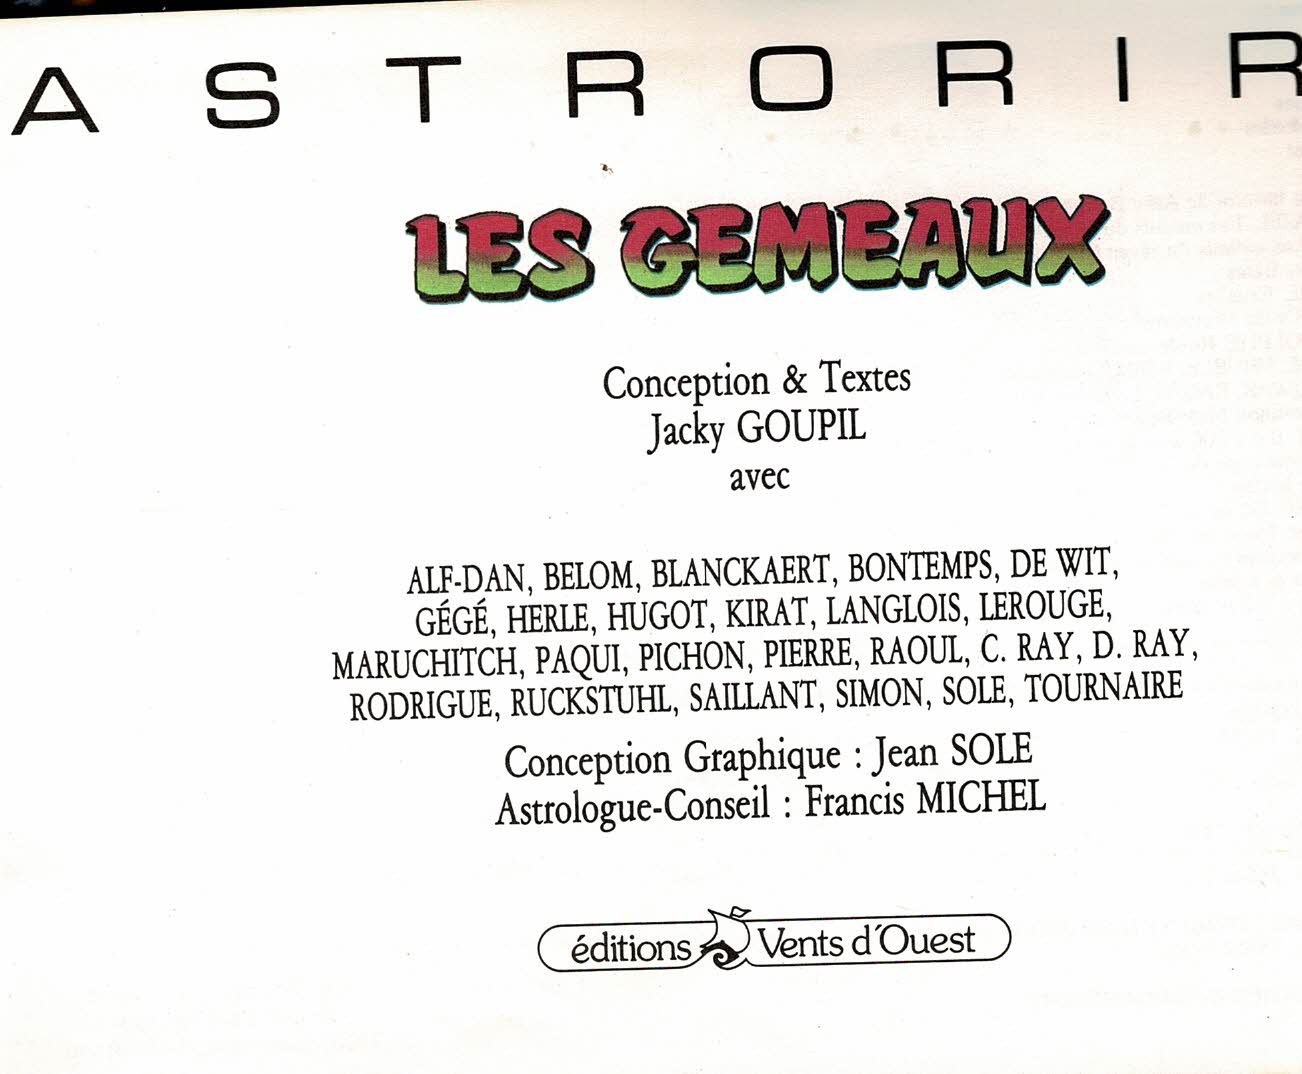 ASTRORIR
LES GEMEAUX
Conception & Textes
Jacky GOUPIL
avec
ALF-DAN, BELOM, BLANCKAERT, BONTEMPS, DE WIT,
GÉGÉ, HERLE, HUGOT, KIRAT, LANGLOIS, LEROUGE,
MARUCHITCH, PAQUI, PICHON, PIERRE, RAOUL, C. RAY, D. RAY,
RODRIGUE, RUCKSTUHL, SAILLANT, SIMON, SOLE, TOURNAIRE
Conception Graphique : Jean SOLE
Astrologue-Conseil : Francis MICHEL
éditions Vents d'Ouest